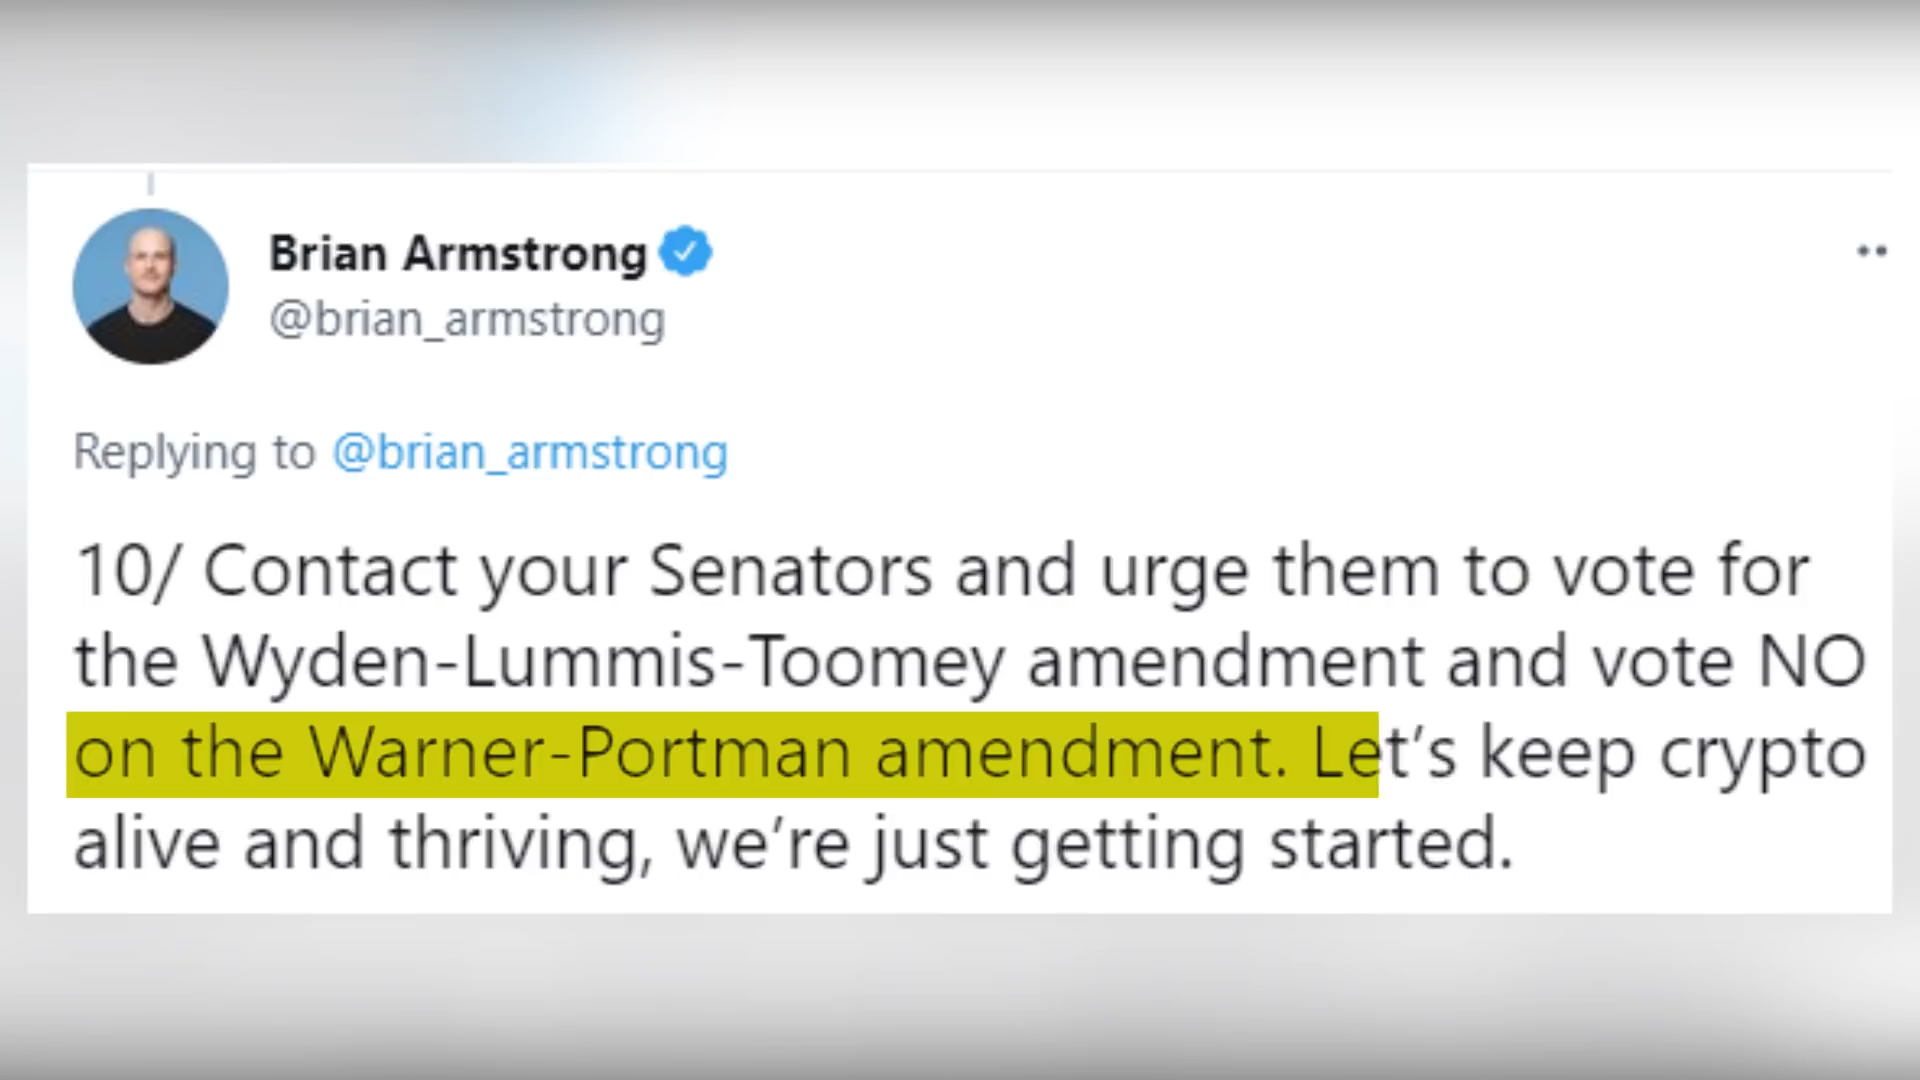 Brian Armstrong
@brian_armstrong
Replying to @brian_armstrong
10/ Contact your Senators and urge them to vote for
the Wyden-Lummis-Toomey amendment and vote NO
on the Warner-Portman amendment. Let’s keep crypto
alive and thriving, we’re just getting started.